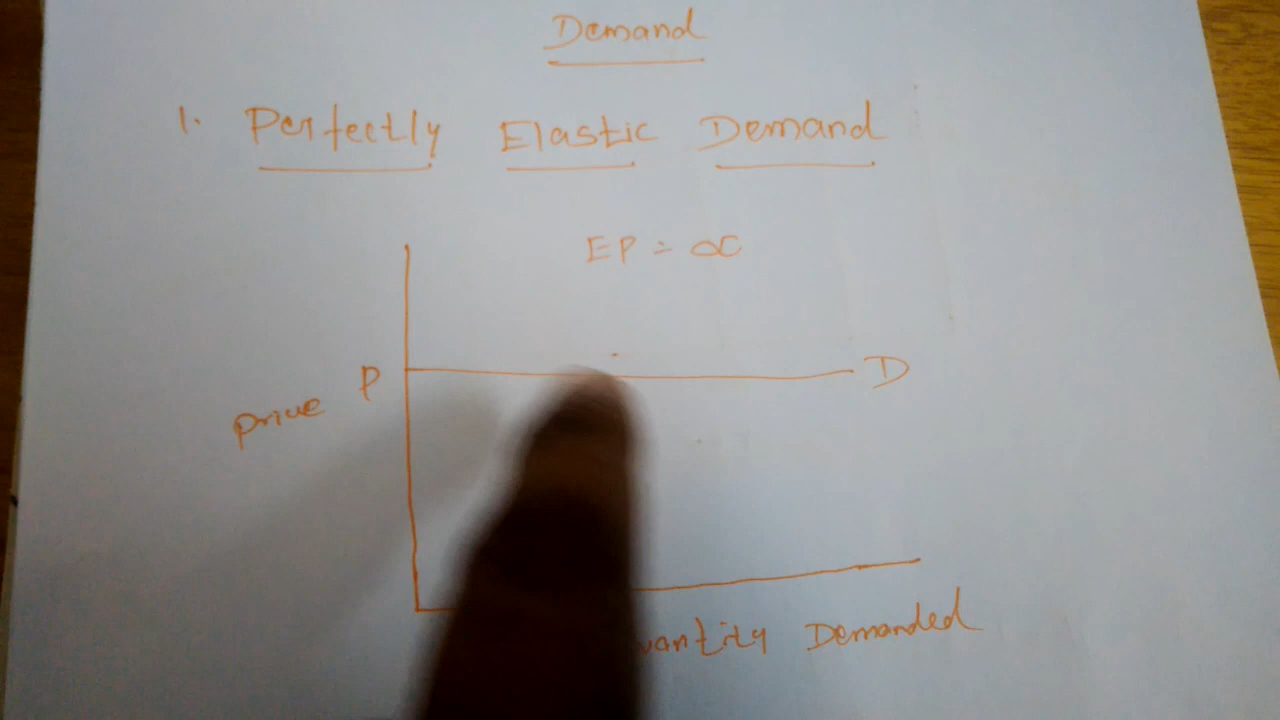 Demand
1. Perfectly Elastic Demand
EP = ∝
P
D
price
Demanded